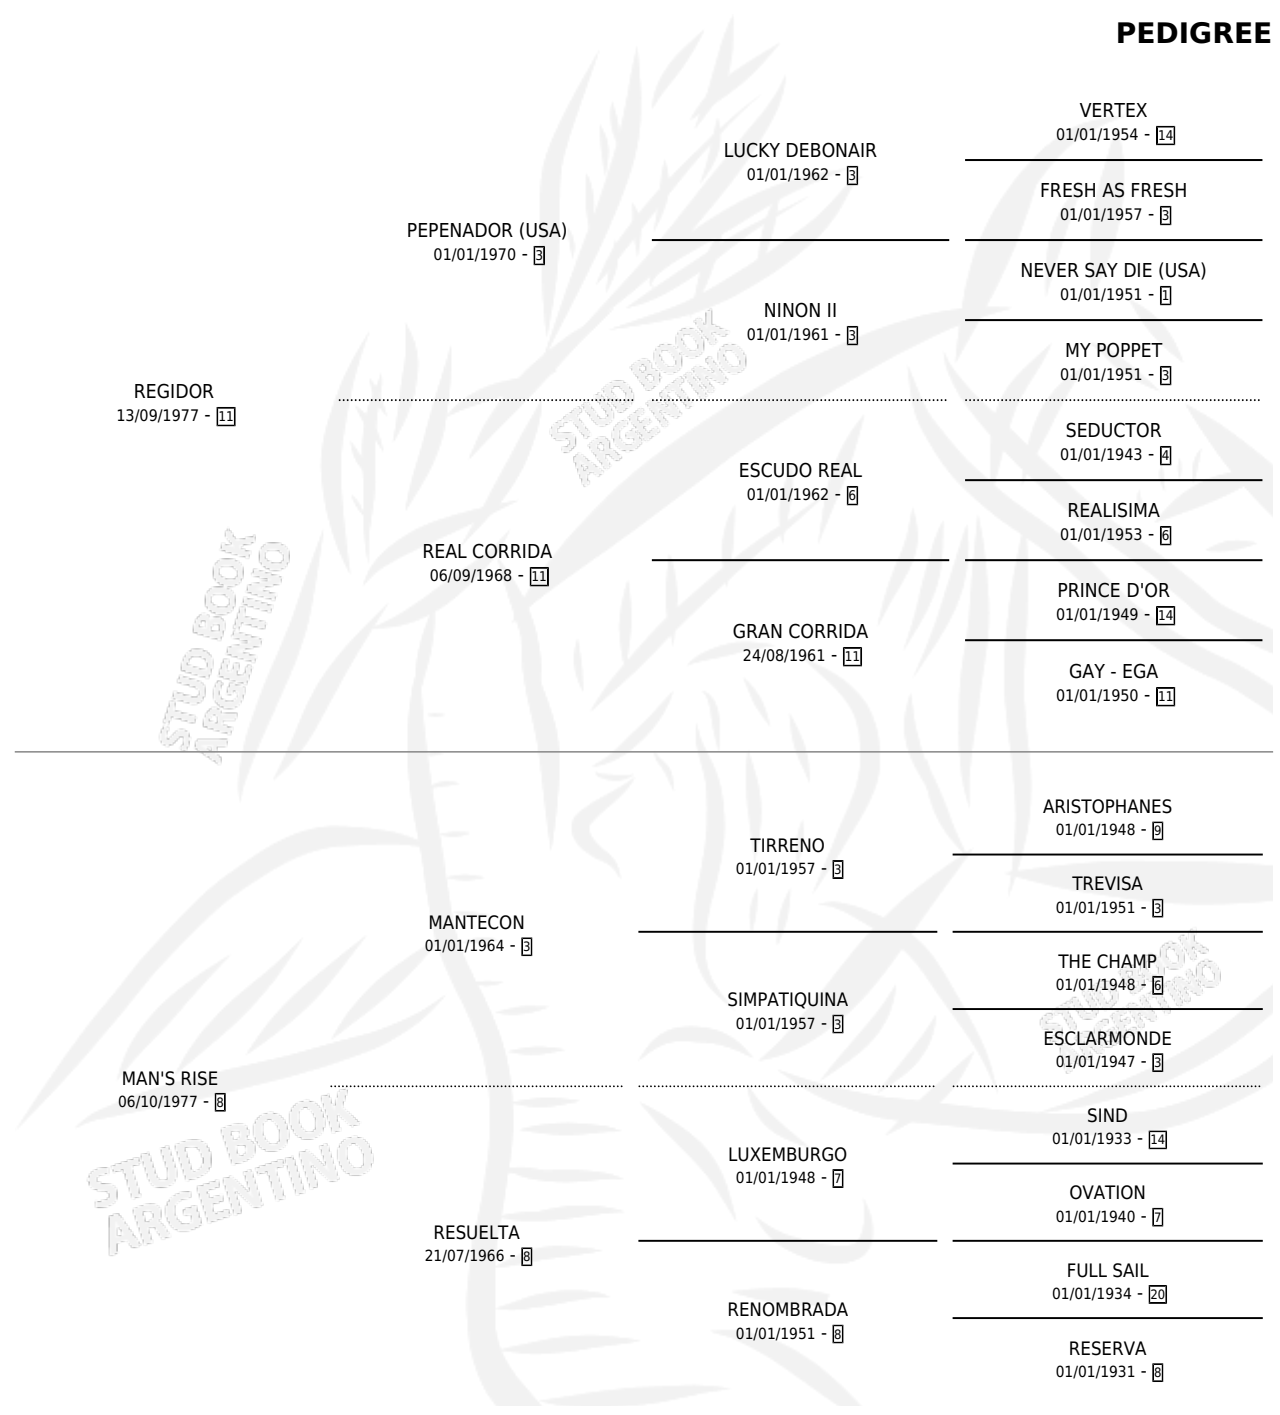 PEDIGREE
VERTEX
01/01/1954 - 14
LUCKY DEBONAIR
01/01/1962 - 3
FRESH AS FRESH
01/01/1957 - 3
PEPENADOR (USA)
01/01/1970 - 3
NEVER SAY DIE (USA)
01/01/1951 - 1
NINON II
01/01/1961 - 3
MY POPPET
01/01/1951 - 3
REGIDOR
13/09/1977 - 11
SEDUCTOR
01/01/1943 - 4
ESCUDO REAL
01/01/1962 - 6
REALISIMA
01/01/1953 - 6
REAL CORRIDA
06/09/1968 - 11
PRINCE D'OR
01/01/1949 - 14
GRAN CORRIDA
24/08/1961 - 11
GAY - EGA
01/01/1950 - 11
ARISTOPHANES
01/01/1948 - 9
TIRRENO
01/01/1957 - 3
TREVISA
01/01/1951 - 3
MANTECON
01/01/1964 - 3
THE CHAMP
01/01/1948 - 6
SIMPATIQUINA
01/01/1957 - 3
ESCLARMONDE
01/01/1947 - 3
MAN'S RISE
06/10/1977 - 8
SIND
01/01/1933 - 14
LUXEMBURGO
01/01/1948 - 7
OVATION
01/01/1940 - 7
RESUELTA
21/07/1966 - 8
FULL SAIL
01/01/1934 - 20
RENOMBRADA
01/01/1951 - 8
RESERVA
01/01/1931 - 8
STUD BOOK
ARGENTINO
STUD BOOK
ARGENTINO
STUD BOOK
ARGENTINO
STUD BOOK
ARGENTINO